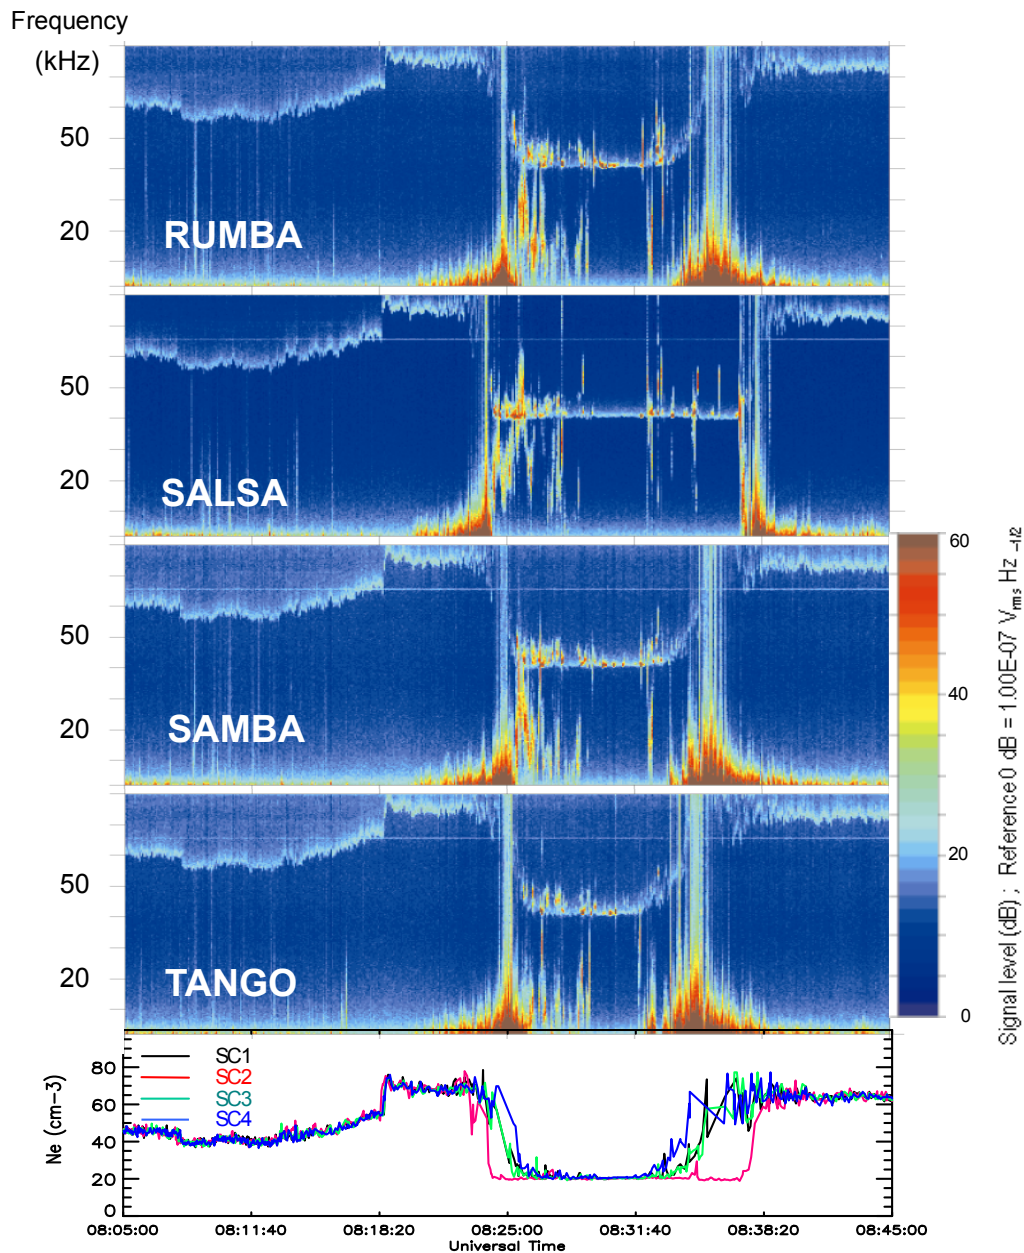 Frequency
(kHz)
50
20
RUMBA
50
20
SALSA
50
20
SAMBA
50
20
TANGO
60
40
20
0
Signal level (dB) ; Reference 0 dB = 1.00E-07 Vrms Hz -1/2
80
60
40
20
0
Ne (cm-3)
SC1
SC2
SC3
SC4
08:05:00 08:11:40 08:18:20 08:25:00 08:31:40 08:38:20 08:45:00
Universal Time